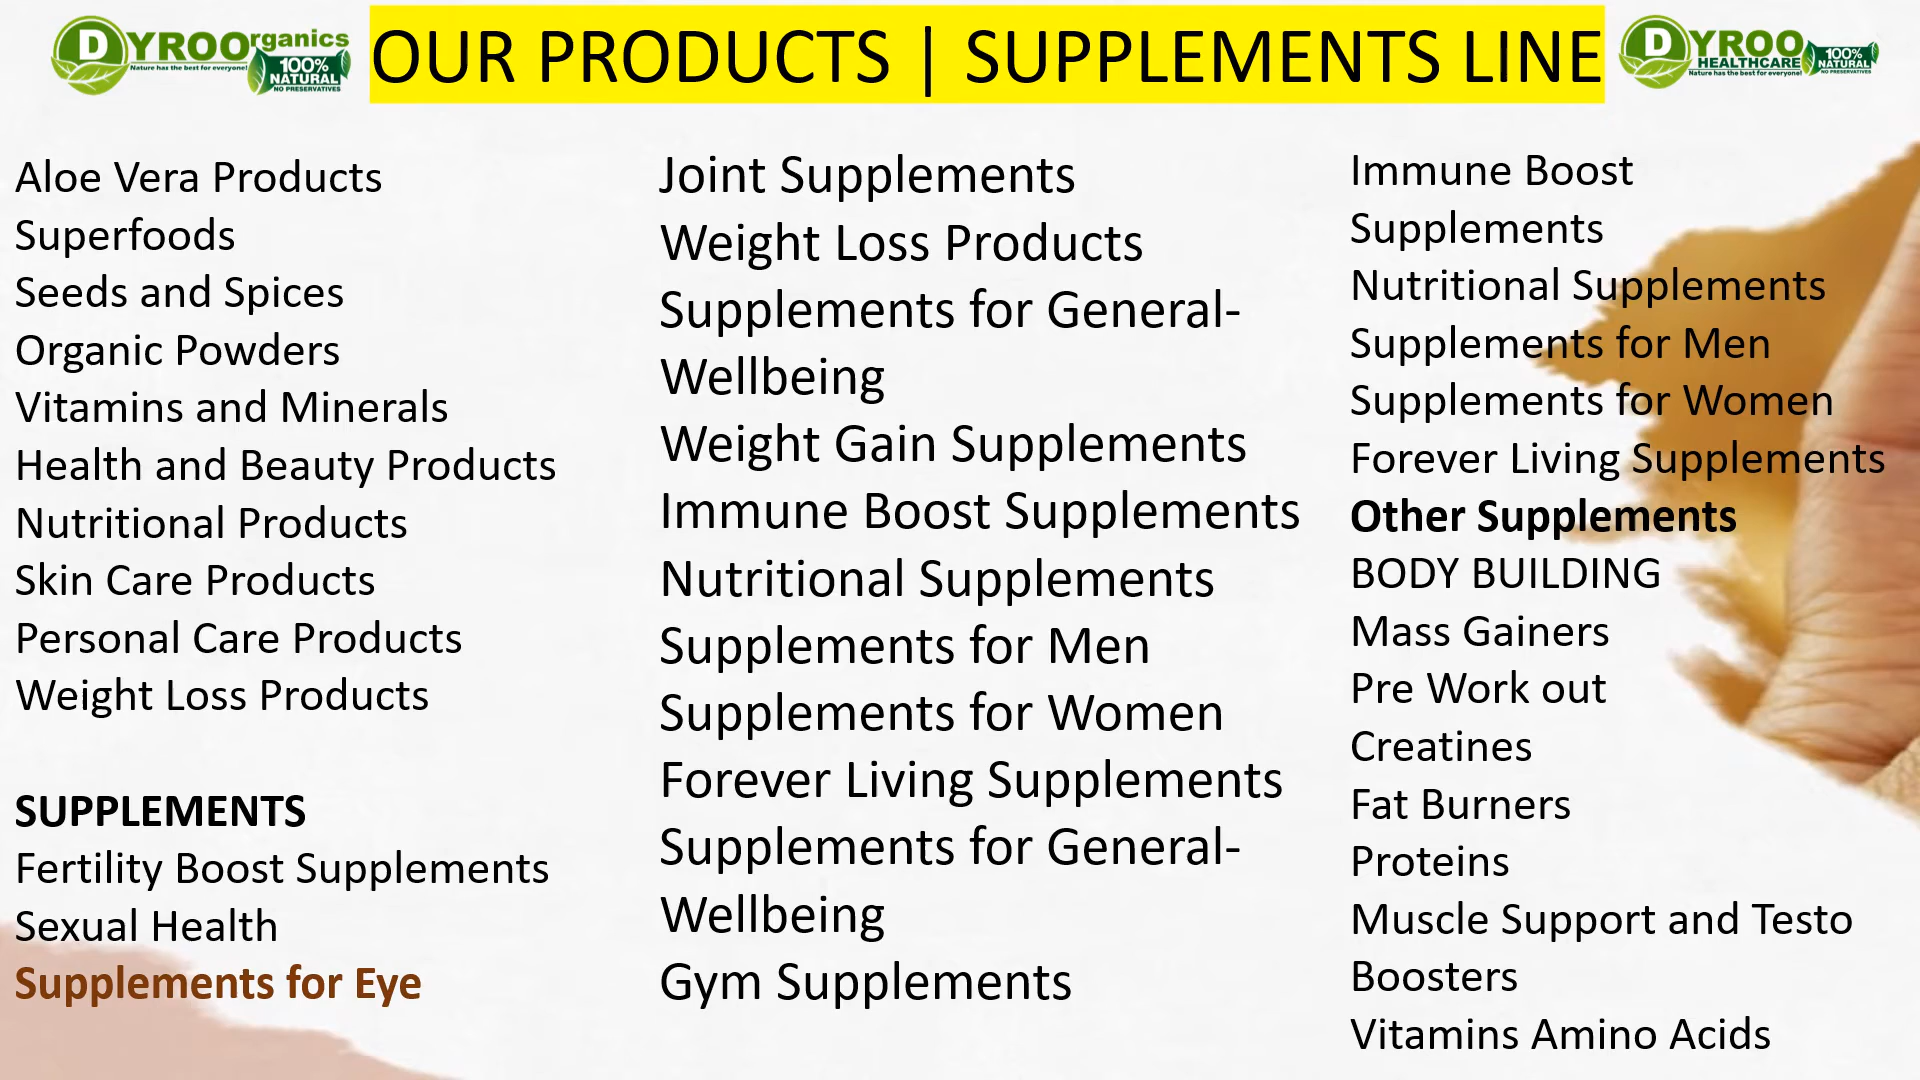 DYROOrganics
Nature has the best for everyone!
100%
NATURAL
NO PRESERVATIVES
OUR PRODUCTS | SUPPLEMENTS LINE
DYROO
HEALTHCARE
Nature has the best for everyone!
100%
NATURAL
NO PRESERVATIVES
Aloe Vera Products
Superfoods
Seeds and Spices
Organic Powders
Vitamins and Minerals
Health and Beauty Products
Nutritional Products
Skin Care Products
Personal Care Products
Weight Loss Products
SUPPLEMENTS
Fertility Boost Supplements
Sexual Health
Supplements for Eye
Joint Supplements
Weight Loss Products
Supplements for General-
Wellbeing
Weight Gain Supplements
Immune Boost Supplements
Nutritional Supplements
Supplements for Men
Supplements for Women
Forever Living Supplements
Supplements for General-
Wellbeing
Gym Supplements
Immune Boost
Supplements
Nutritional Supplements
Supplements for Men
Supplements for Women
Forever Living Supplements
Other Supplements
BODY BUILDING
Mass Gainers
Pre Work out
Creatines
Fat Burners
Proteins
Muscle Support and Testo
Boosters
Vitamins Amino Acids